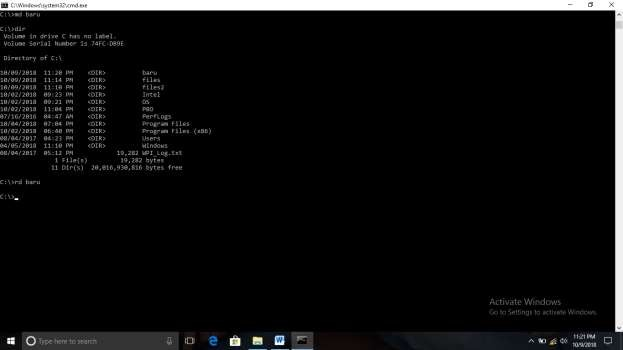 C:\Windows\system32\cmd.exe
C:\>md baru
C:\>dir
Volume in drive C has no label.
Volume Serial Number is 74FC-DB9E
Directory of C:\
10/09/2018 11:20 PM <DIR> baru
10/09/2018 11:14 PM <DIR> files
10/09/2018 11:10 PM <DIR> files2
10/02/2018 09:23 PM <DIR> Intel
10/02/2018 09:21 PM <DIR> OS
10/02/2018 11:04 PM <DIR>
07/16/2016 04:47 AM <DIR> PerfLogs
10/04/2018 07:04 PM <DIR> Program Files
10/02/2018 06:40 PM <DIR> Program Files (x86)
08/04/2017 04:23 PM <DIR> Users
04/05/2018 11:10 PM <DIR> Windows
08/04/2017 05:12 PM 19,282 WPI_Log.txt
1 File(s) 19,282 bytes
11 Dir(s) 20,016,930,816 bytes free
C:\>rd baru
C:\>
Activate Windows
Go to Settings to activate Windows.
Type here to search
11:21 PM
10/9/2018